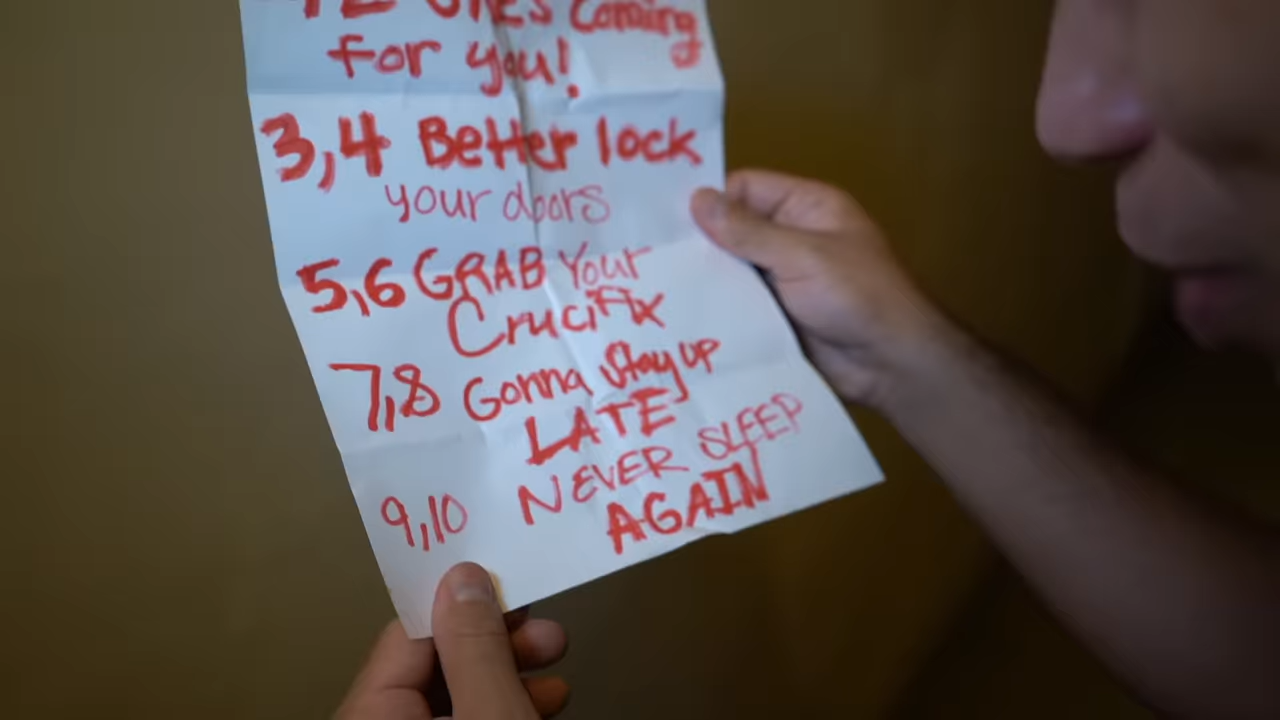 for you!
3,4 Better lock
your doors
5,6 GRAB Your
Crucifix
7,8 Gonna Stay up
LATE
9,10 NEVER SLEEP
AGAIN